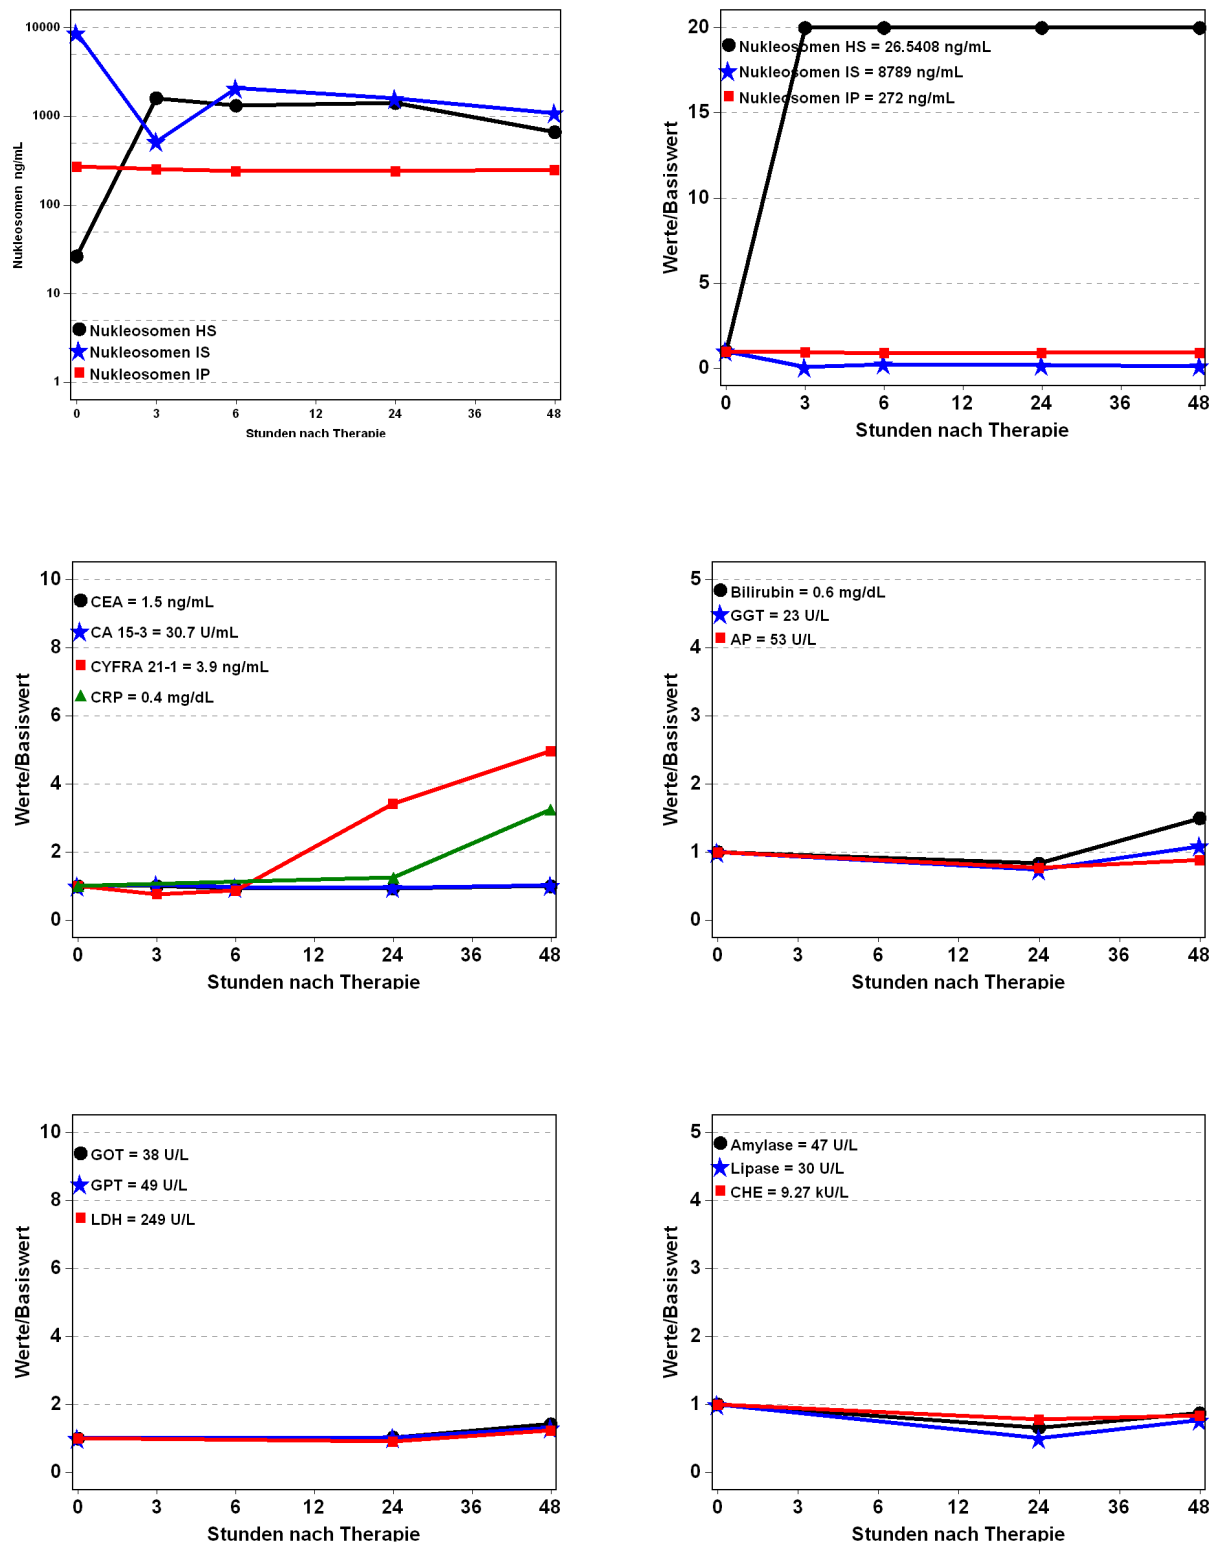 10000
1000
100
10
1
Nukleosomen ng/mL
Nukleosomen HS
Nukleosomen IS
Nukleosomen IP
0 3 6 12 24 36 48
Stunden nach Therapie
20
15
10
5
0
Werte/Basiswert
Nukleosomen HS = 26.5408 ng/mL
Nukleosomen IS = 8789 ng/mL
Nukleosomen IP = 272 ng/mL
0 3 6 12 24 36 48
Stunden nach Therapie
10
8
6
4
2
0
Werte/Basiswert
CEA = 1.5 ng/mL
CA 15-3 = 30.7 U/mL
CYFRA 21-1 = 3.9 ng/mL
CRP = 0.4 mg/dL
0 3 6 12 24 36 48
Stunden nach Therapie
5
4
3
2
1
0
Werte/Basiswert
Bilirubin = 0.6 mg/dL
GGT = 23 U/L
AP = 53 U/L
0 3 6 12 24 36 48
Stunden nach Therapie
10
8
6
4
2
0
Werte/Basiswert
GOT = 38 U/L
GPT = 49 U/L
LDH = 249 U/L
0 3 6 12 24 36 48
Stunden nach Therapie
5
4
3
2
1
0
Werte/Basiswert
Amylase = 47 U/L
Lipase = 30 U/L
CHE = 9.27 kU/L
0 3 6 12 24 36 48
Stunden nach Therapie